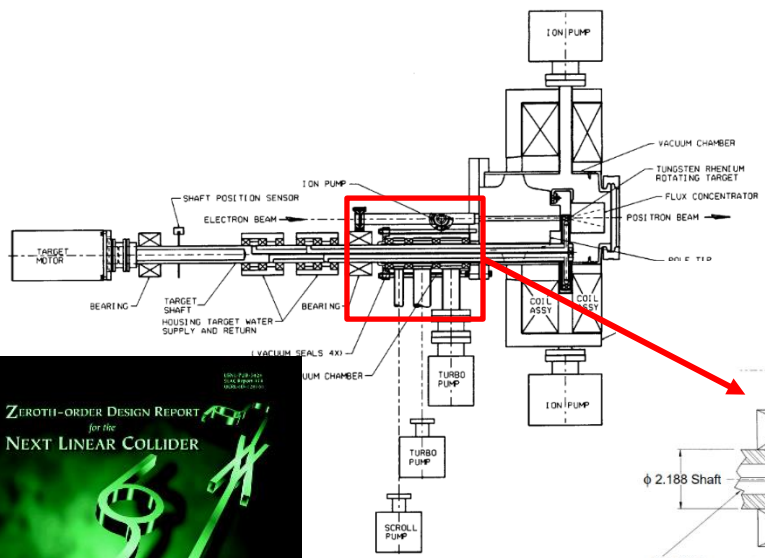 ION PUMP
VACUUM CHAMBER
TUNGSTEN RHENIUM
ROTATING TARGET
ION PUMP
FLUX CONCENTRATOR
SHAFT POSITION SENSOR
ELECTRON BEAM
POSITRON BEAM
TARGET
MOTOR
POLE TIP
BEARING
TARGET
SHAFT
BEARING
COIL
ASSY
COIL
ASSY
HOUSING TARGET WATER
SUPPLY AND RETURN
(VACUUM SEALS 4X)
UUM CHAMBER
TURBO
PUMP
ION PUMP
ZEROTH-ORDER DESIGN REPORT
for the
NEXT LINEAR COLLIDER
TURBO
PUMP
ϕ 2.188 Shaft
SCROLL
PUMP